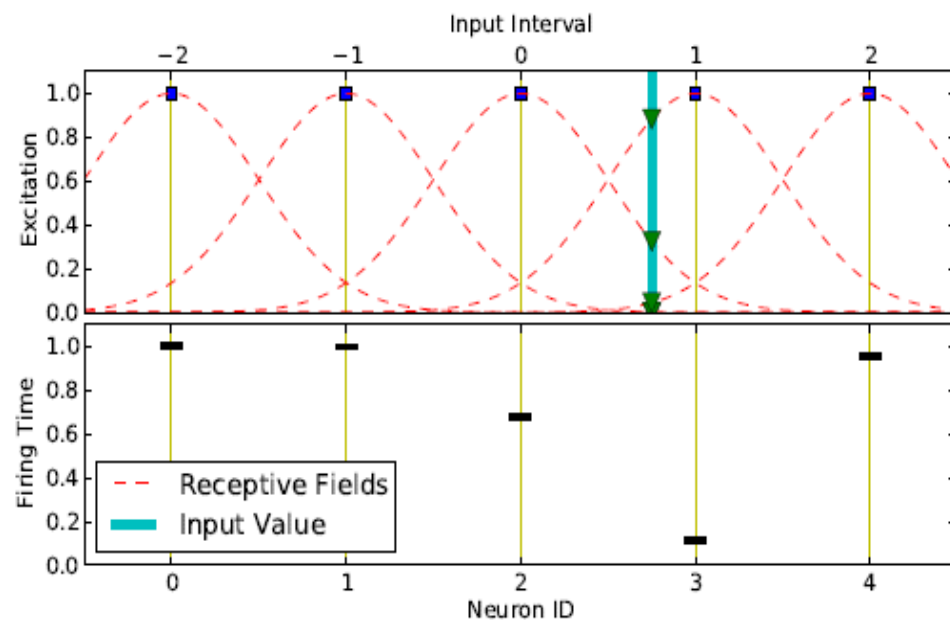 Input Interval
−2 −1 0 1 2
Excitation
1.0
0.8
0.6
0.4
0.2
0.0
Firing Time
1.0
0.8
0.6
0.4
0.2
0.0
Receptive Fields
Input Value
0 1 2 3 4
Neuron ID